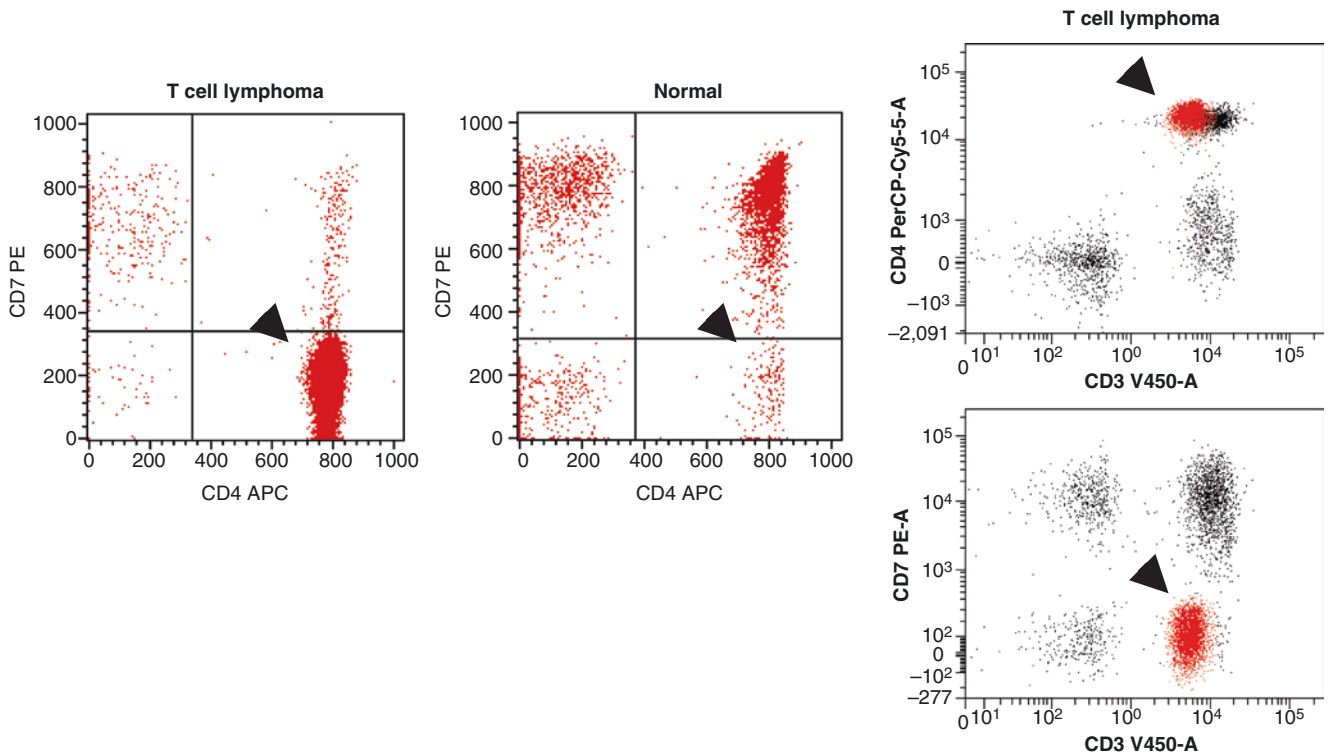 T cell lymphoma
1000
800
600
400
200
0
CD7 PE
0 200 400 600 800 1000
CD4 APC
Normal
1000
800
600
400
200
0
CD7 PE
0 200 400 600 800 1000
CD4 APC
T cell lymphoma
10⁵
10⁴
10³
0
−10³
−2,091
CD4 PerCP-Cy5-5-A
0 10¹ 10² 10⁰ 10⁴ 10⁵
CD3 V450-A
10⁵
10⁴
10³
10²
0
−10²
−277
CD7 PE-A
0 10¹ 10² 10⁰ 10⁴ 10⁵
CD3 V450-A